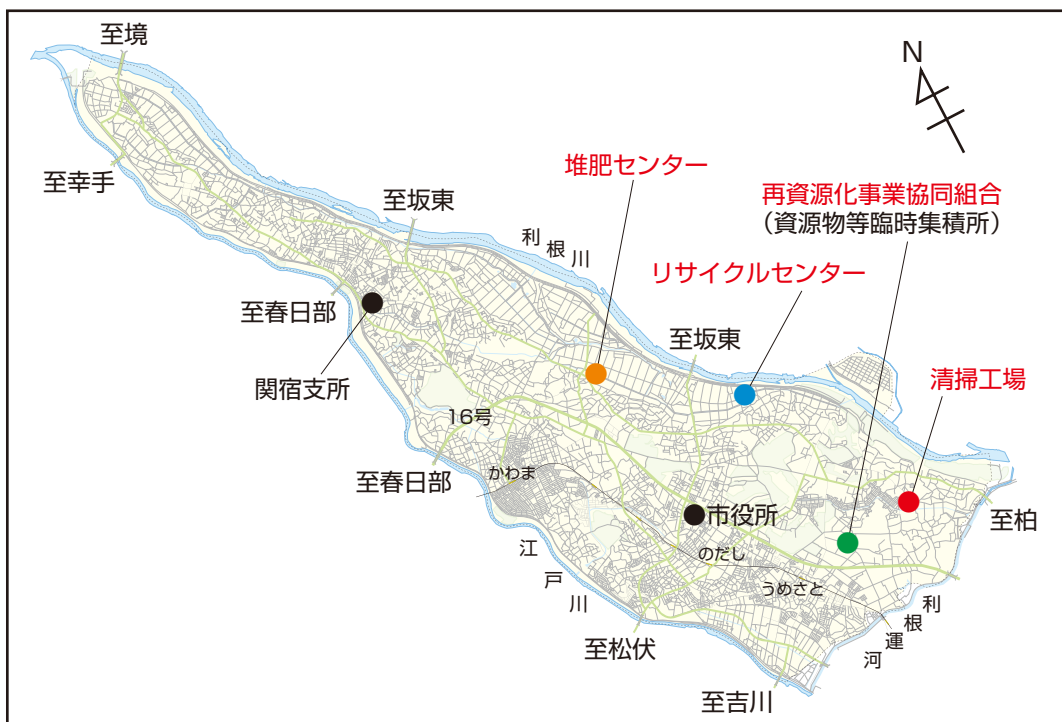 至境
N
至幸手
至坂東
堆肥センター
再資源化事業協同組合
（資源物等臨時集積所）
利根川
リサイクルセンター
至春日部
関宿支所
至坂東
清掃工場
16号
至春日部
かわま
市役所
至柏
江戸川
のだし
うめさと
利根運河
至松伏
至吉川